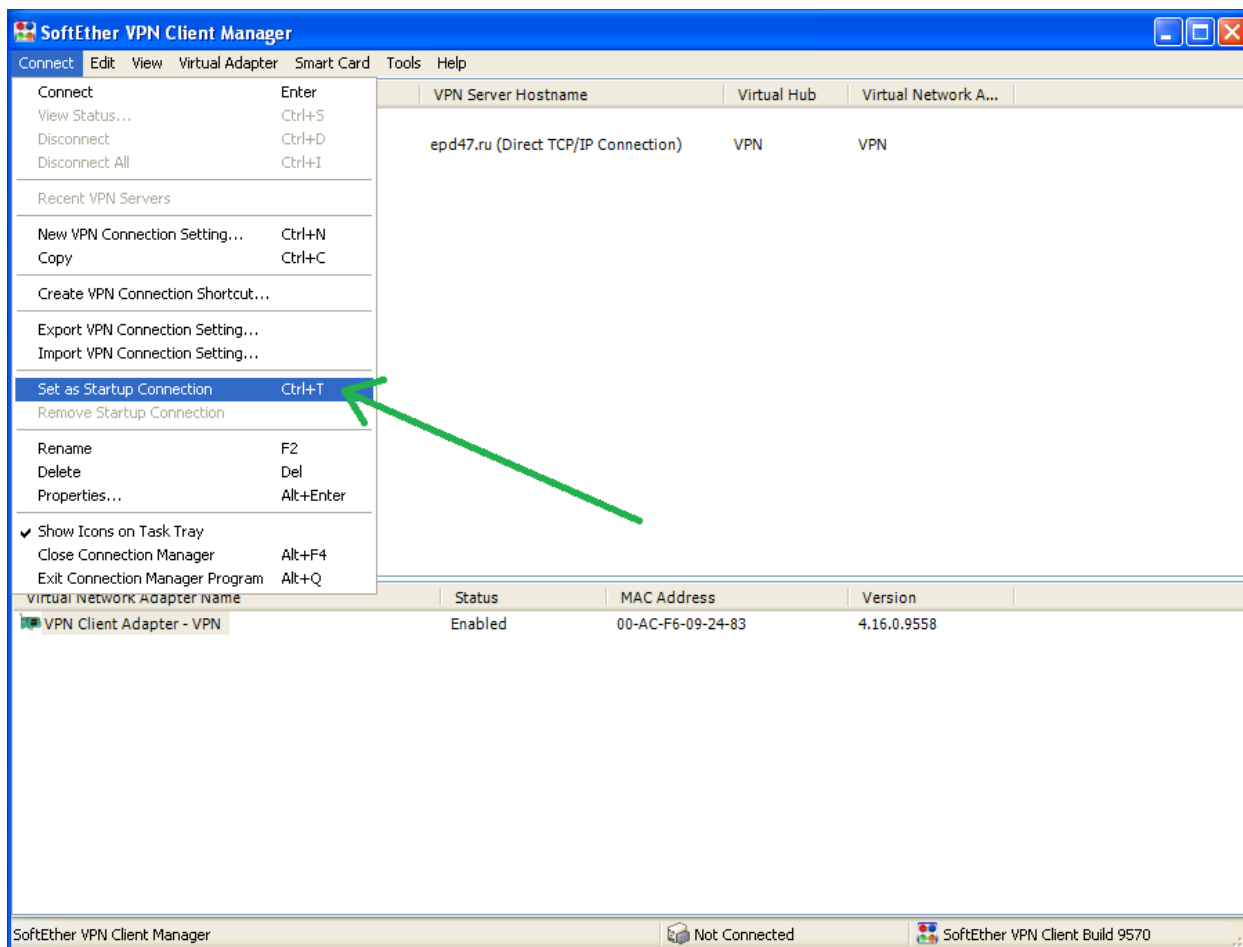 SoftEther VPN Client Manager
Connect Edit View Virtual Adapter Smart Card Tools Help
Connect Enter
View Status... Ctrl+S
Disconnect Ctrl+D
Disconnect All Ctrl+I
Recent VPN Servers
New VPN Connection Setting... Ctrl+N
Copy Ctrl+C
Create VPN Connection Shortcut...
Export VPN Connection Setting...
Import VPN Connection Setting...
Set as Startup Connection Ctrl+T
Remove Startup Connection
Rename F2
Delete Del
Properties... Alt+Enter
Show Icons on Task Tray
Close Connection Manager Alt+F4
Exit Connection Manager Program Alt+Q
VPN Server Hostname Virtual Hub Virtual Network A...
epd47.ru (Direct TCP/IP Connection) VPN VPN
Virtual Network Adapter Name Status MAC Address Version
VPN Client Adapter - VPN Enabled 00-AC-F6-09-24-83 4.16.0.9558
SoftEther VPN Client Manager Not Connected SoftEther VPN Client Build 9570